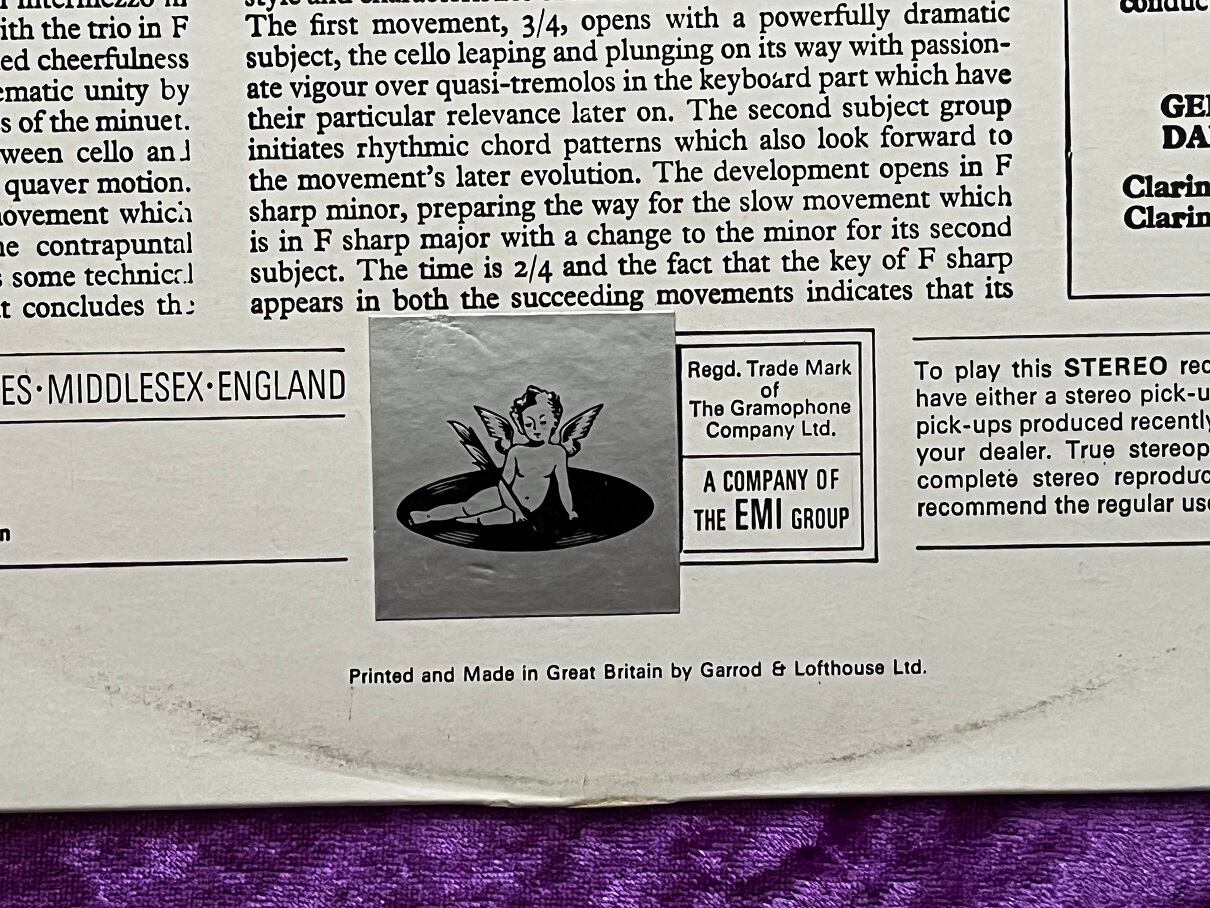 ith the trio in F
ed cheerfulness
ematic unity by
s of the minuet.
ween cello and
quaver motion.
ovement which
ne contrapuntal
s some technical
t concludes the
The first movement, 3/4, opens with a powerfully dramatic
subject, the cello leaping and plunging on its way with passion-
ate vigour over quasi-tremolos in the keyboard part which have
their particular relevance later on. The second subject group
initiates rhythmic chord patterns which also look forward to
the movement's later evolution. The development opens in F
sharp minor, preparing the way for the slow movement which
is in F sharp major with a change to the minor for its second
subject. The time is 2/4 and the fact that the key of F sharp
appears in both the succeeding movements indicates that its
conduc
GE
DA
Clarin
Clarin
ES·MIDDLESEX·ENGLAND
n
Regd. Trade Mark
of
The Gramophone
Company Ltd.
A COMPANY OF
THE EMI GROUP
To play this STEREO rec
have either a stereo pick-u
pick-ups produced recently
your dealer. True stereop
complete stereo reproduc
recommend the regular us
Printed and Made in Great Britain by Garrod & Lofthouse Ltd.